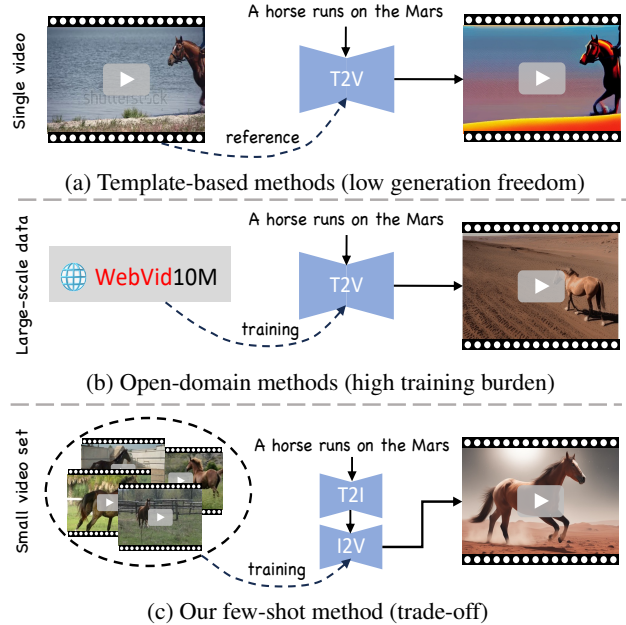 Single video
A horse runs on the Mars
shutterstock
T2V
reference
(a) Template-based methods (low generation freedom)
Large-scale data
A horse runs on the Mars
WebVid10M
T2V
training
(b) Open-domain methods (high training burden)
Small video set
A horse runs on the Mars
T2I
I2V
training
(c) Our few-shot method (trade-off)